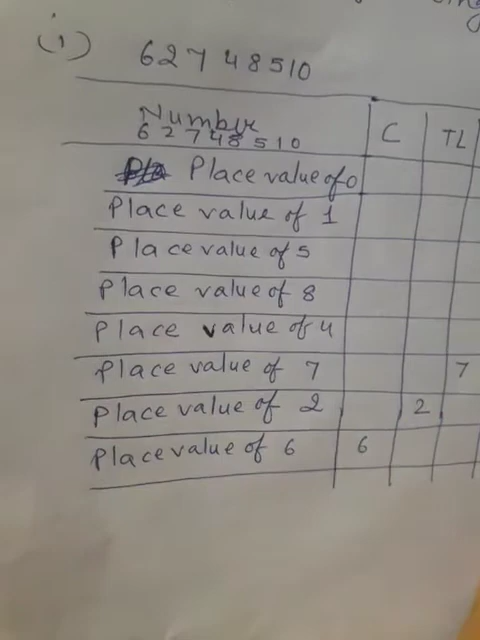 (i) 62748510
Number C TL
62748510
Place value of 0
Place value of 1
Place value of 5
Place value of 8
Place value of 4
Place value of 7 7
Place value of 2 2
Place value of 6 6